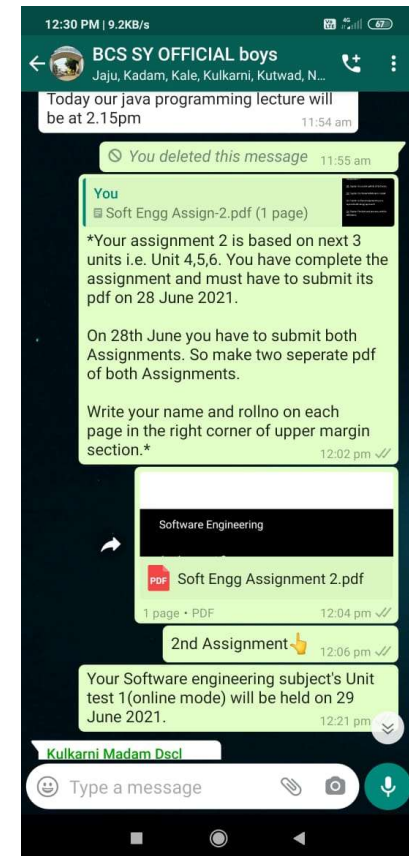 12:30 PM | 9.2KB/s
4G
67
BCS SY OFFICIAL boys
Jaju, Kadam, Kale, Kulkarni, Kutwad, N...
Today our java programming lecture will
be at 2.15pm
11:54 am
You deleted this message 11:55 am
You
Soft Engg Assign-2.pdf (1 page)
*Your assignment 2 is based on next 3
units i.e. Unit 4,5,6. You have complete the
assignment and must have to submit its
pdf on 28 June 2021.
On 28th June you have to submit both
Assignments. So make two seperate pdf
of both Assignments.
Write your name and rollno on each
page in the right corner of upper margin
section.*
12:02 pm
Software Engineering
PDF Soft Engg Assignment 2.pdf
1 page • PDF 12:04 pm
2nd Assignment👆 12:06 pm
Your Software engineering subject's Unit
test 1(online mode) will be held on 29
June 2021.
12:21 pm
Kulkarni Madam Dscl
Type a message